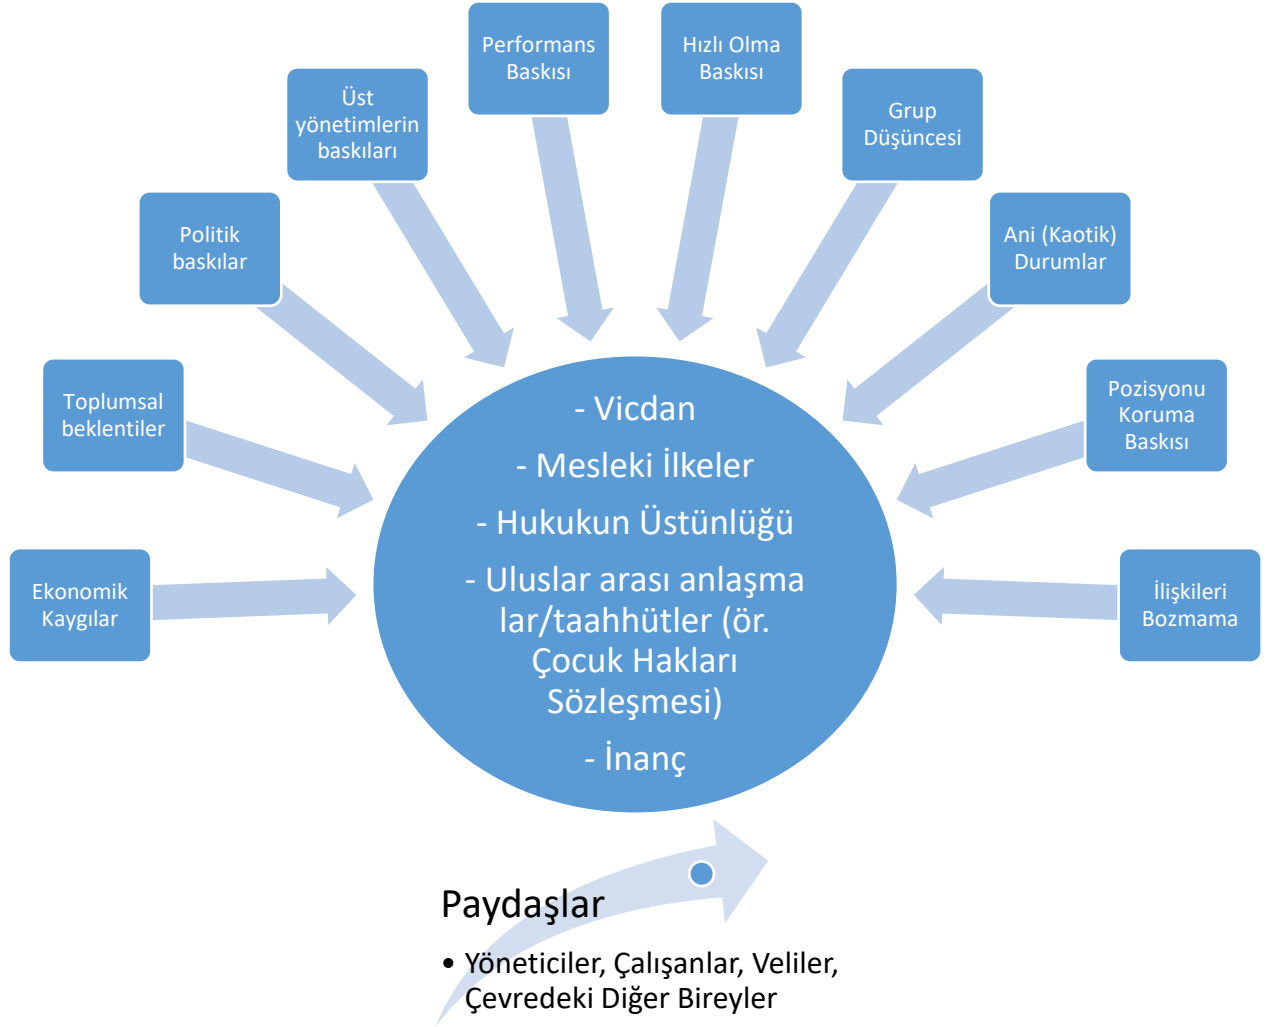 Performans
Baskısı
Hızlı Olma
Baskısı
Üst
yönetimlerin
baskıları
Grup
Düşüncesi
Politik
baskılar
Ani (Kaotik)
Durumlar
Toplumsal
beklentiler
Pozisyonu
Koruma
Baskısı
Ekonomik
Kaygılar
İlişkileri
Bozmama
- Vicdan
- Mesleki İlkeler
- Hukukun Üstünlüğü
- Uluslar arası anlaşma
lar/taahhütler (ör.
Çocuk Hakları
Sözleşmesi)
- İnanç
Paydaşlar
• Yöneticiler, Çalışanlar, Veliler,
Çevredeki Diğer Bireyler